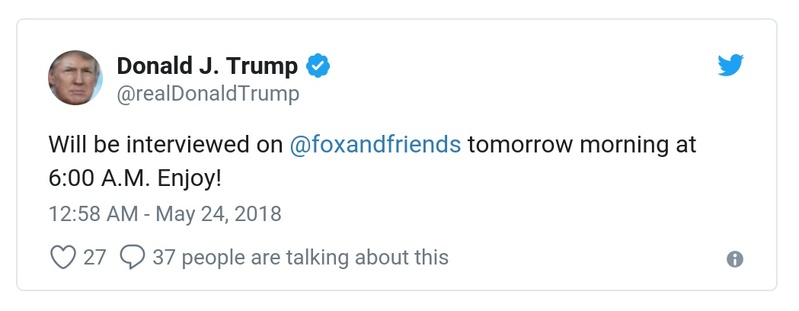 Donald J. Trump
@realDonaldTrump
Will be interviewed on @foxandfriends tomorrow morning at
6:00 A.M. Enjoy!
12:58 AM - May 24, 2018
27 37 people are talking about this